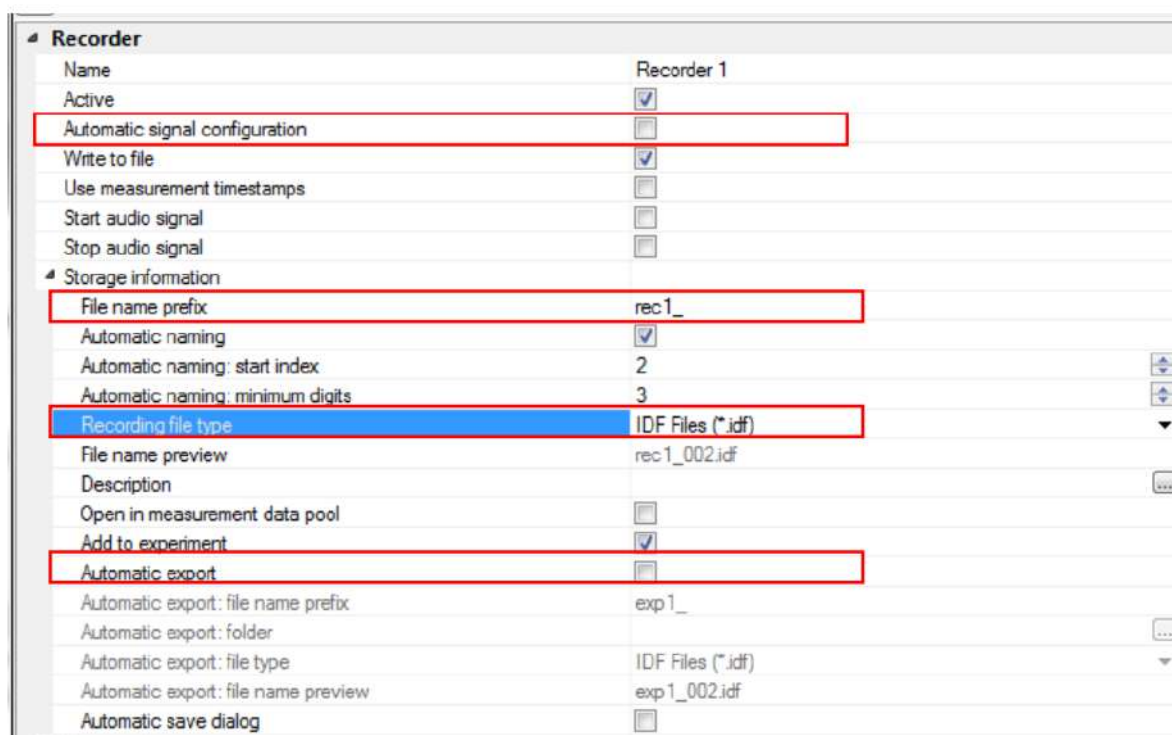 Recorder
Name Recorder 1
Active
Automatic signal configuration
Write to file
Use measurement timestamps
Start audio signal
Stop audio signal
Storage information
File name prefix rec1_
Automatic naming
Automatic naming: start index 2
Automatic naming: minimum digits 3
Recording file type IDF Files (*.idf)
File name preview rec1_002.idf
Description ...
Open in measurement data pool
Add to experiment
Automatic export
Automatic export: file name prefix exp1_
Automatic export: folder ...
Automatic export: file type IDF Files (*.idf)
Automatic export: file name preview exp1_002.idf
Automatic save dialog